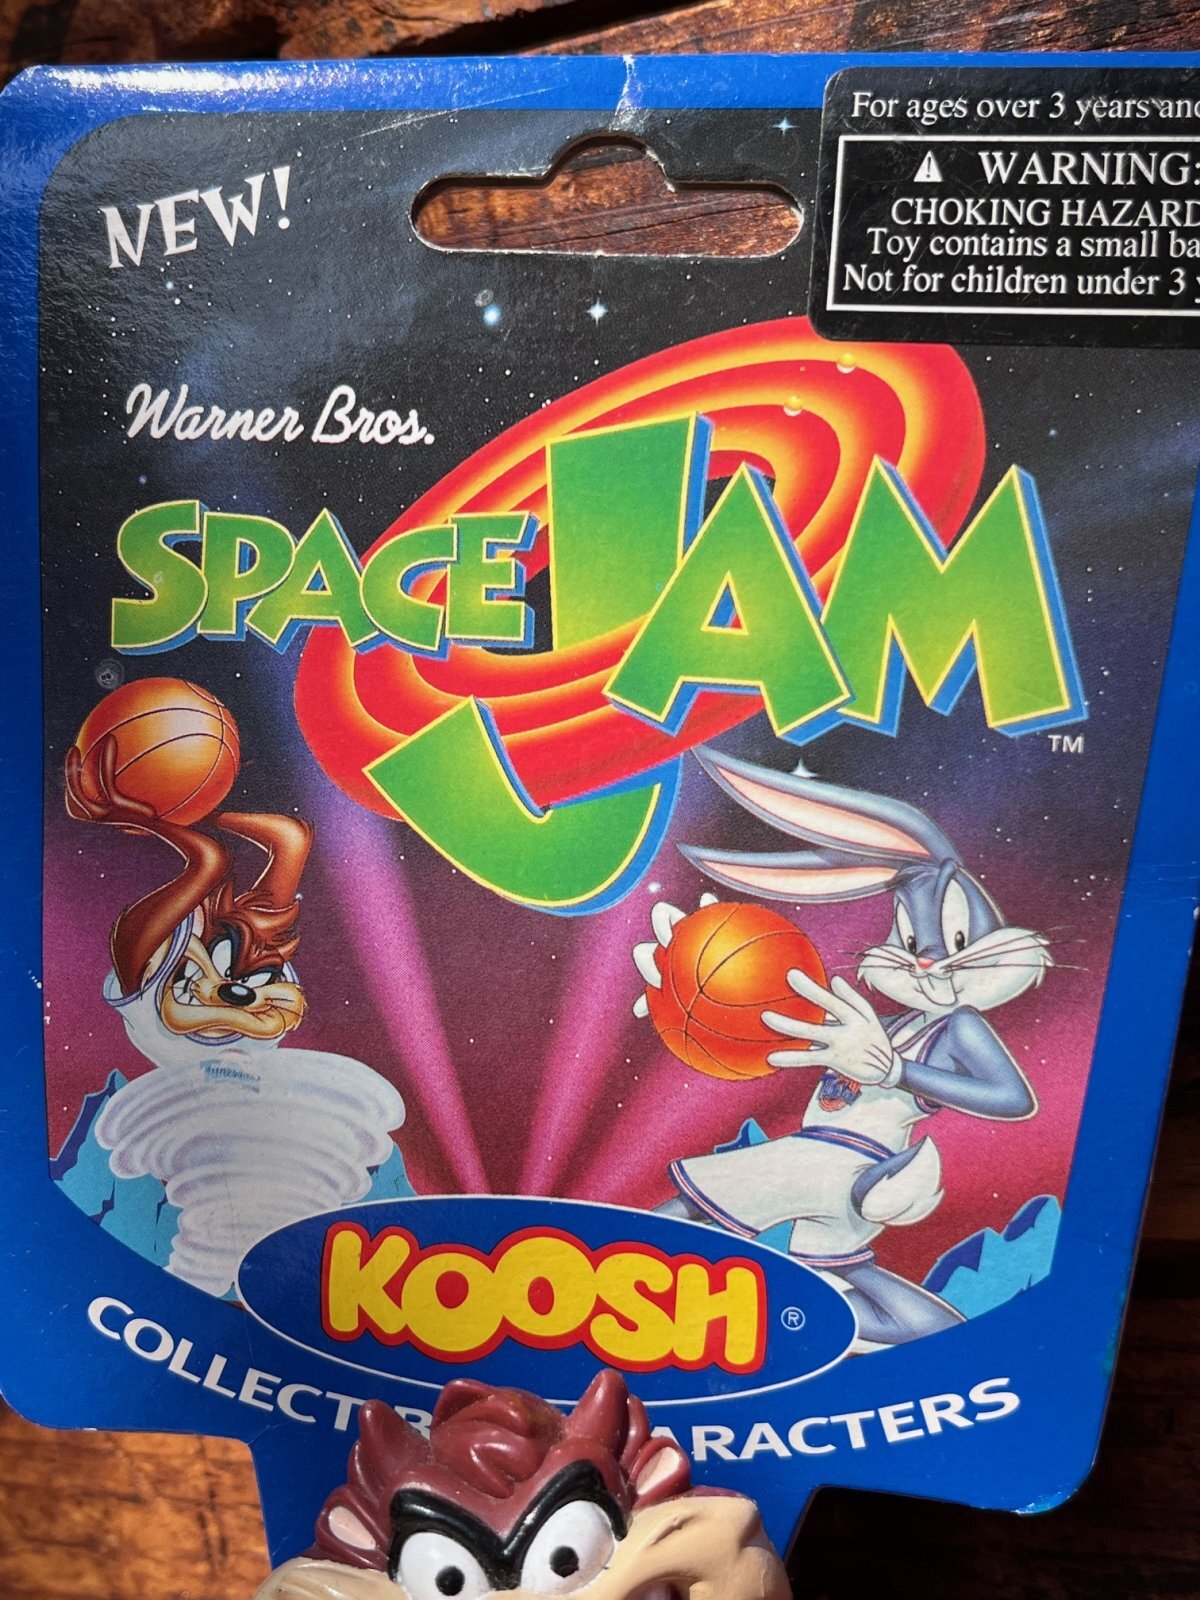 For ages over 3 years and
WARNING:
CHOKING HAZARD
Toy contains a small ba
Not for children under 3 y
NEW!
Warner Bros.
SPACE JAM
TM
KOOSH ®
COLLECTIB ARACTERS